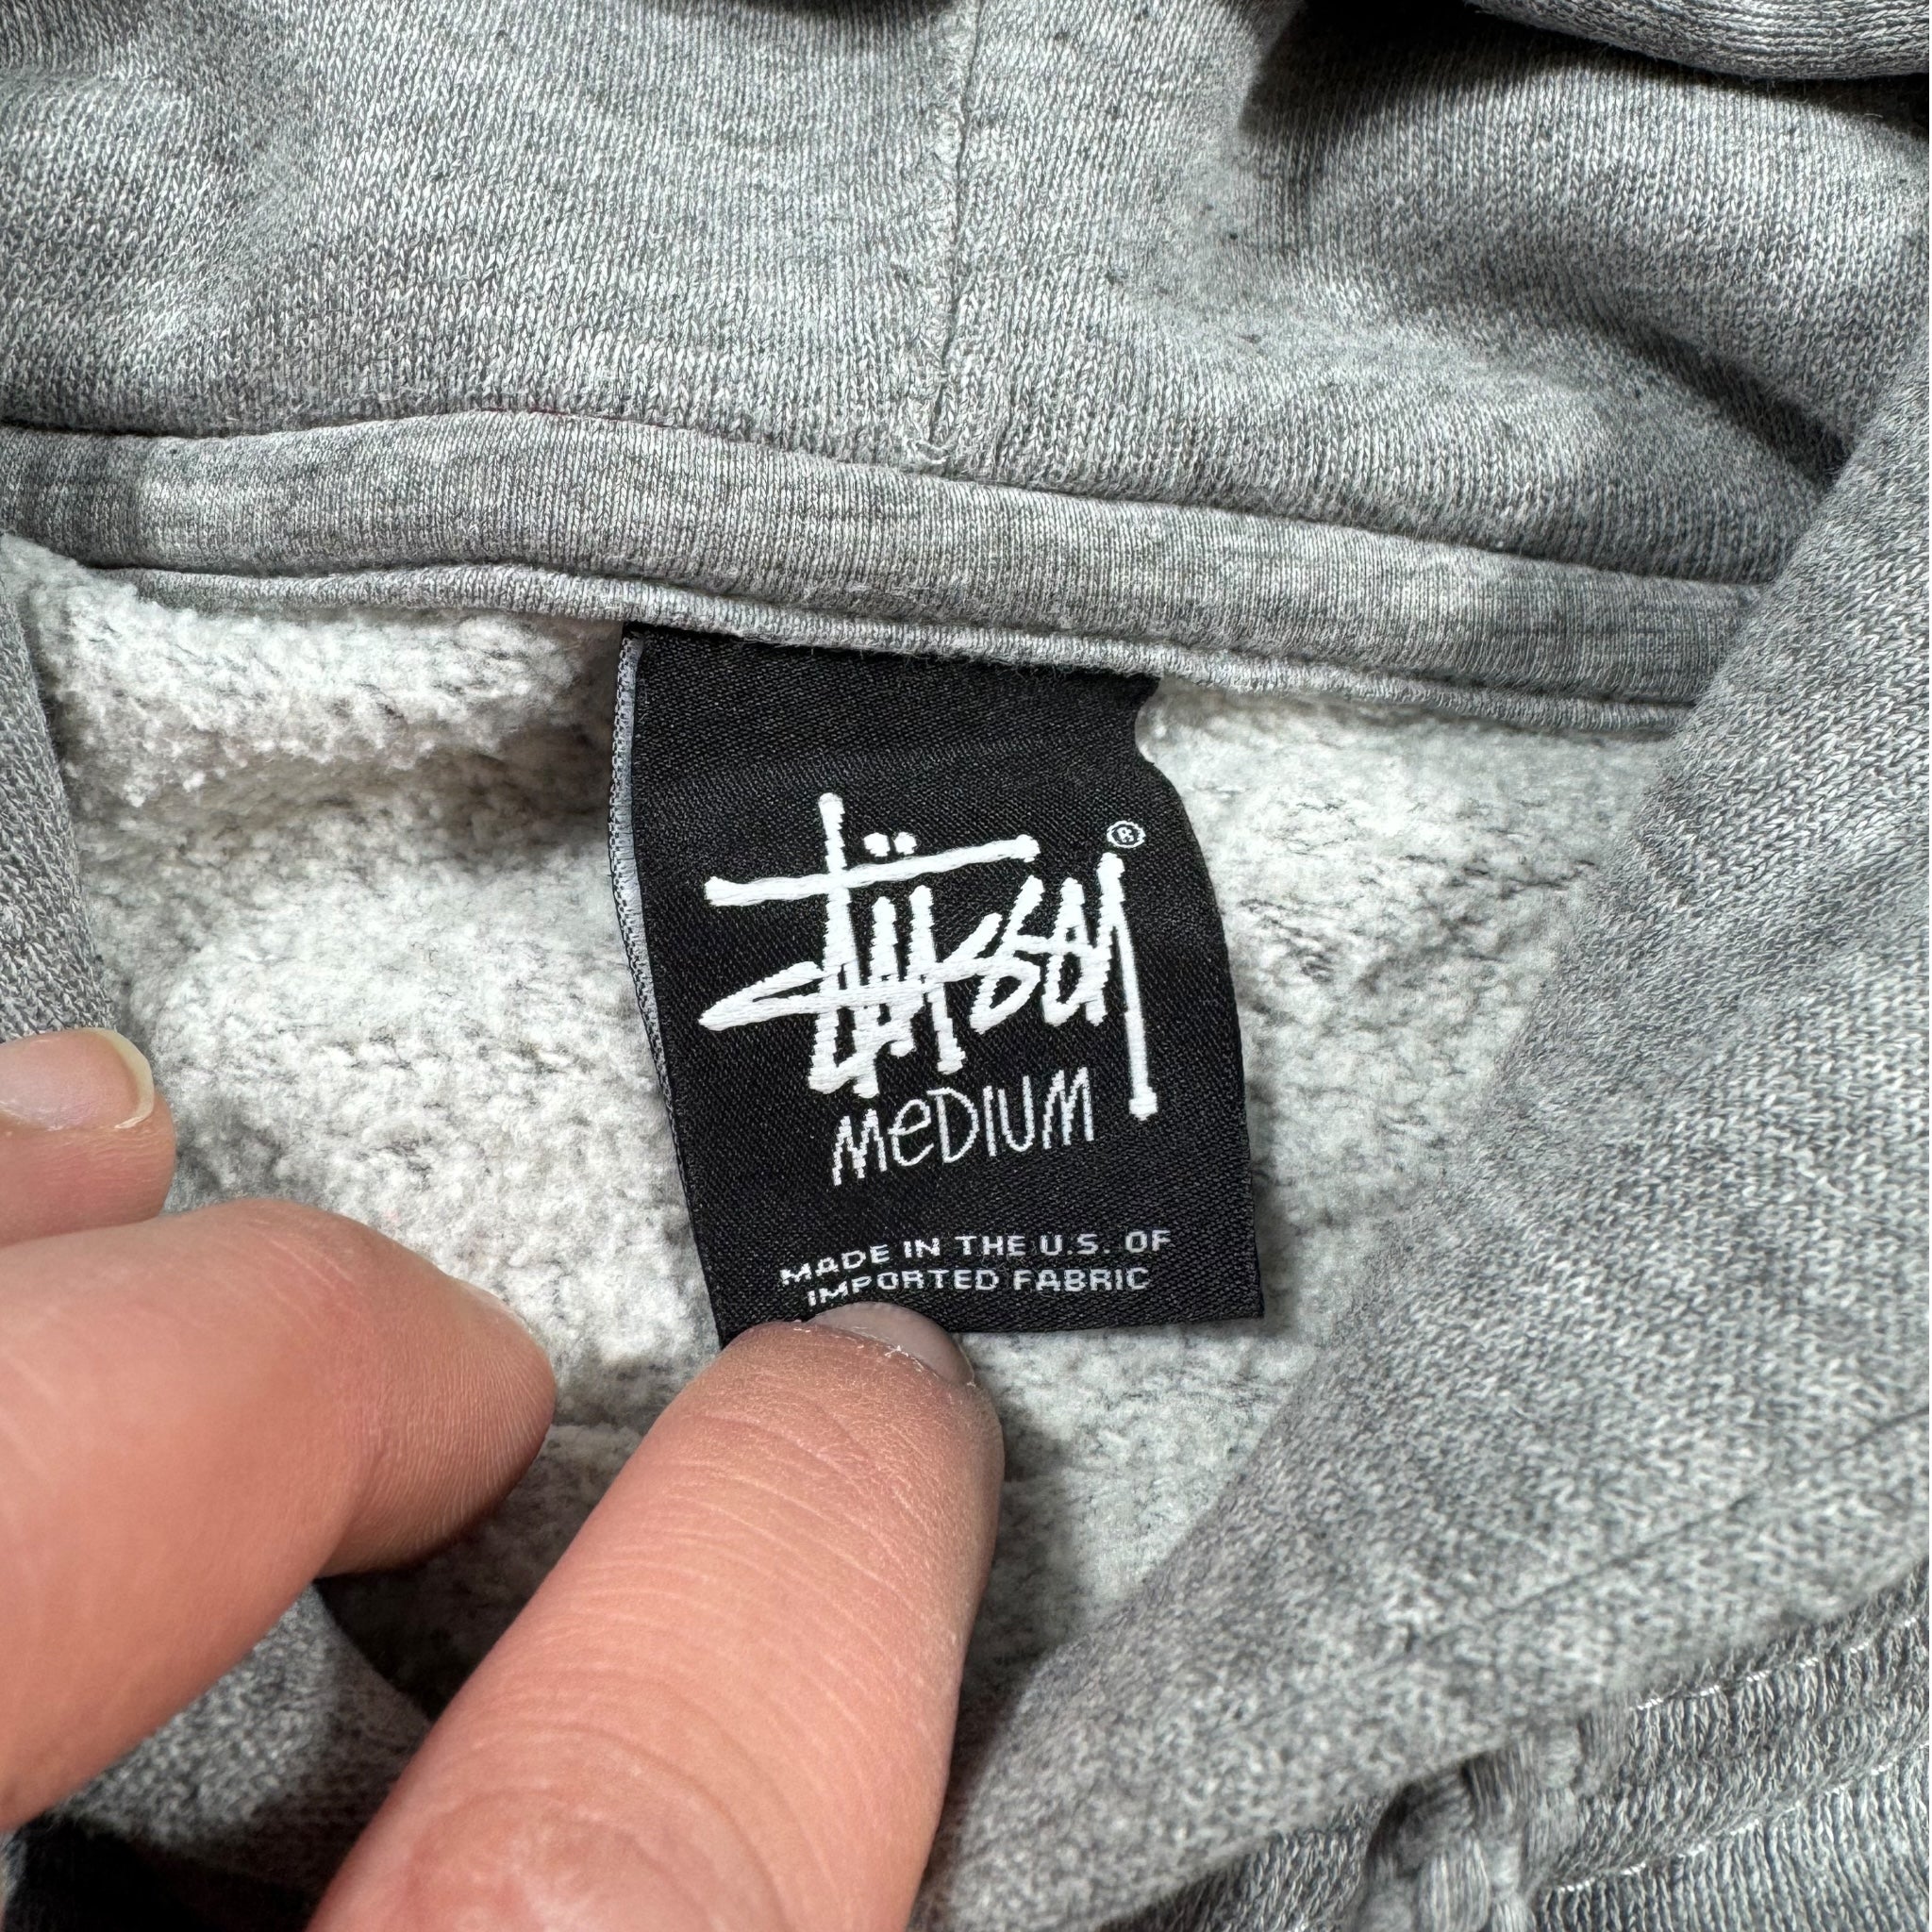 Stüssy®
MeDIUM
MADE IN THE U.S. OF
IMPORTED FABRIC